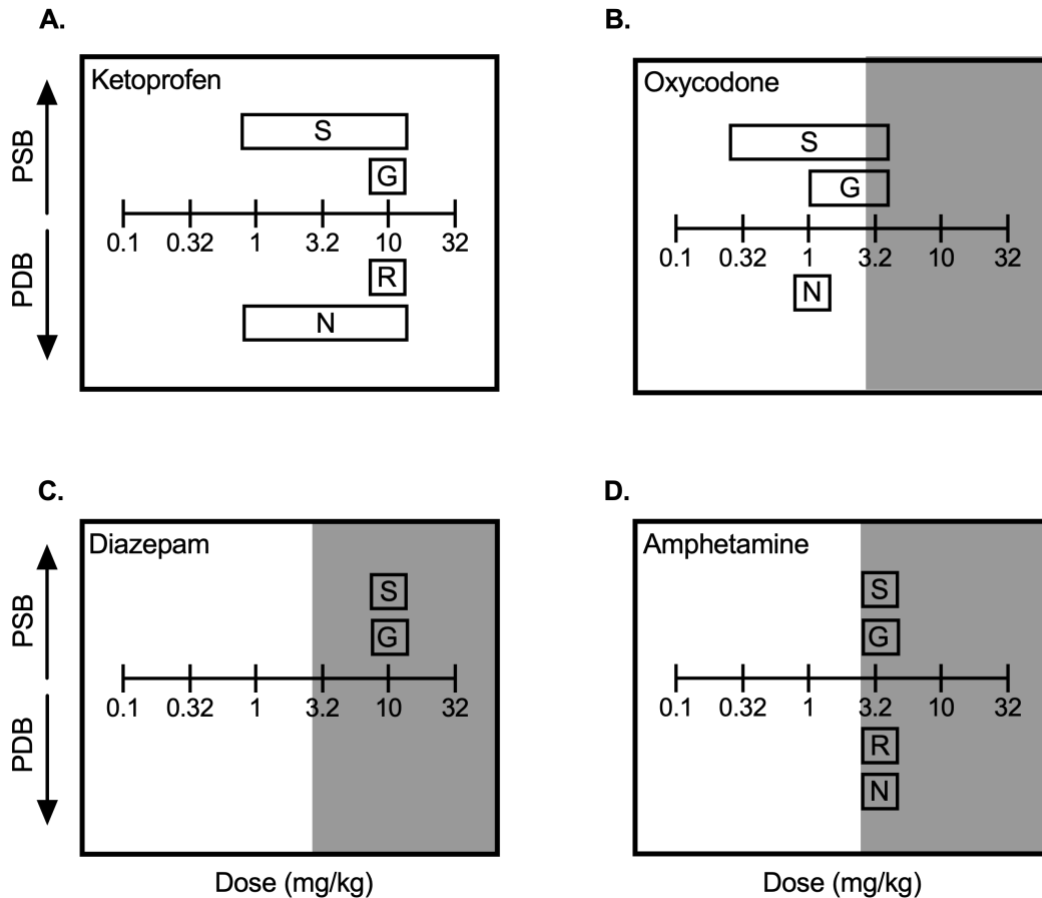 A.
Ketoprofen
PSB
S
G
0.1 0.32 1 3.2 10 32
PDB
R
N
B.
Oxycodone
S
G
0.1 0.32 1 3.2 10 32
N
C.
Diazepam
PSB
S
G
0.1 0.32 1 3.2 10 32
PDB
Dose (mg/kg)
D.
Amphetamine
S
G
0.1 0.32 1 3.2 10 32
R
N
Dose (mg/kg)